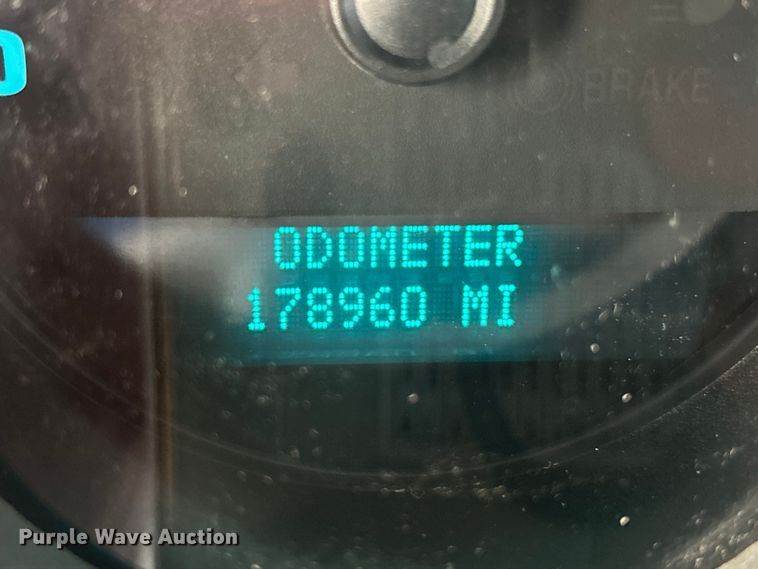 BRAKE
ODOMETER
178960 MI
Purple Wave Auction